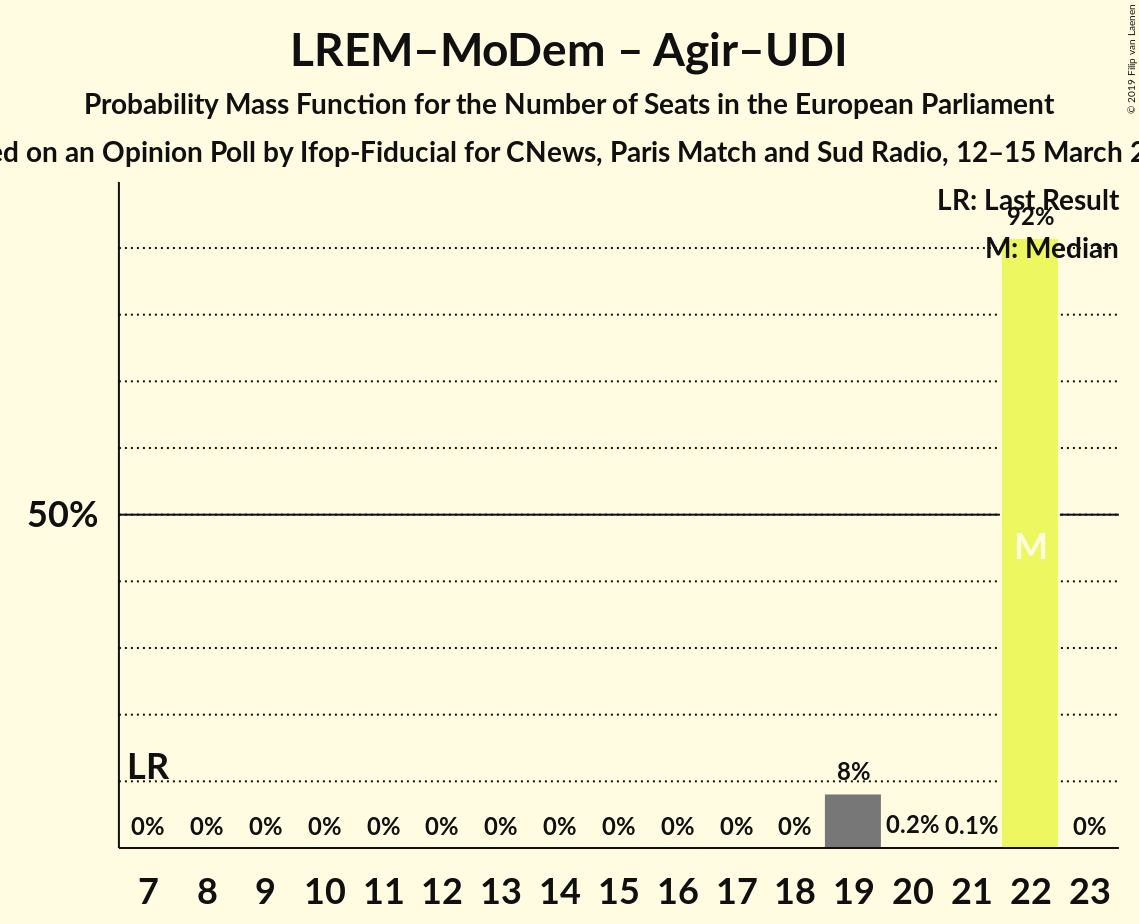 LREM–MoDem – Agir–UDI
Probability Mass Function for the Number of Seats in the European Parliament
on an Opinion Poll by Ifop-Fiducial for CNews, Paris Match and Sud Radio, 12–15 March
© 2019 Filip van Laenen
LR: Last Result
92%
M: Median
50%
M
LR
8%
0% 0% 0% 0% 0% 0% 0% 0% 0% 0% 0% 0% 0.2% 0.1% 0%
7 8 9 10 11 12 13 14 15 16 17 18 19 20 21 22 23